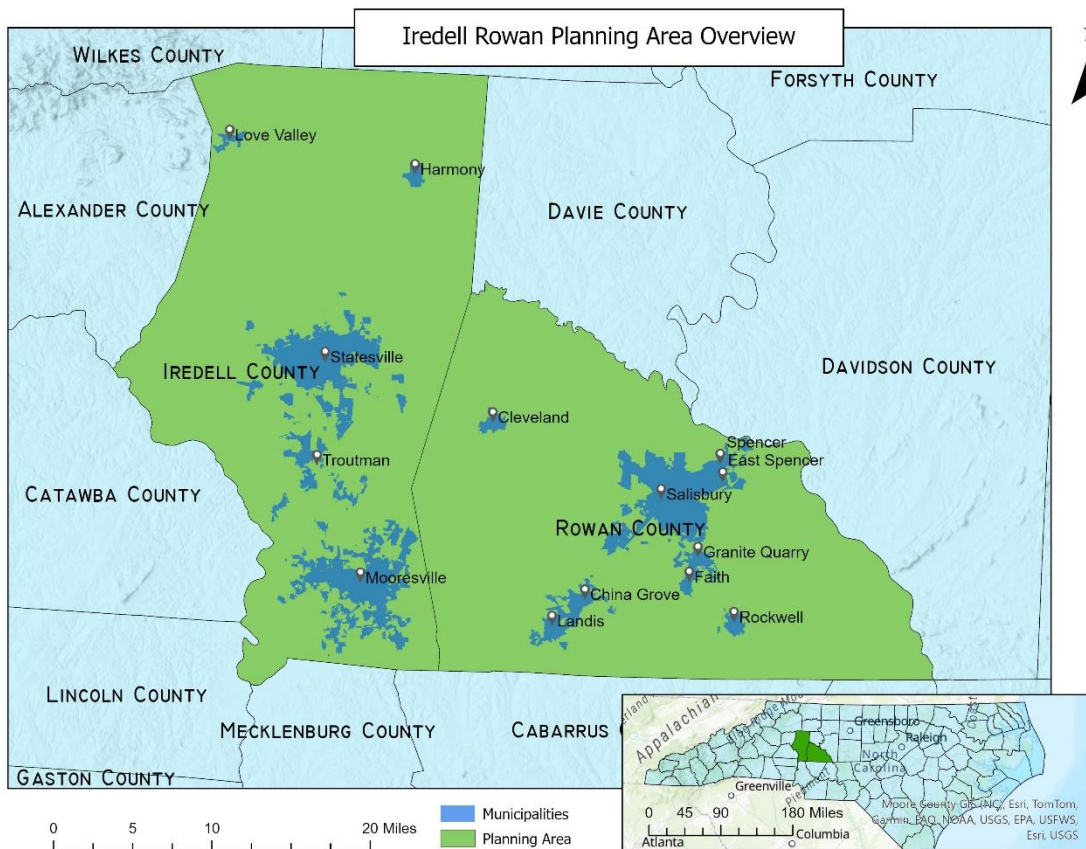 Iredell Rowan Planning Area Overview
WILKES COUNTY
FORSYTH COUNTY
Love Valley
Harmony
ALEXANDER COUNTY
DAVIE COUNTY
Statesville
IREDELL COUNTY
DAVIDSON COUNTY
Cleveland
Spencer
East Spencer
Troutman
Salisbury
CATAWBA COUNTY
ROWAN COUNTY
Granite Quarry
Mooresville
Faith
China Grove
Landis
Rockwell
LINCOLN COUNTY
MECKLENBURG COUNTY
CABARRUS
GASTON COUNTY
Appalachian
Greensboro
Raleigh
North
Carolina
Piedmont
Greenville
0 45 90 180 Miles
Columbia
Atlanta
Moore County GIS (NC), Esri, TomTom,
Garmin, FAO, NOAA, USGS, EPA, USFWS,
Esri, USGS
0 10 20 Miles
Municipalities
Planning Area